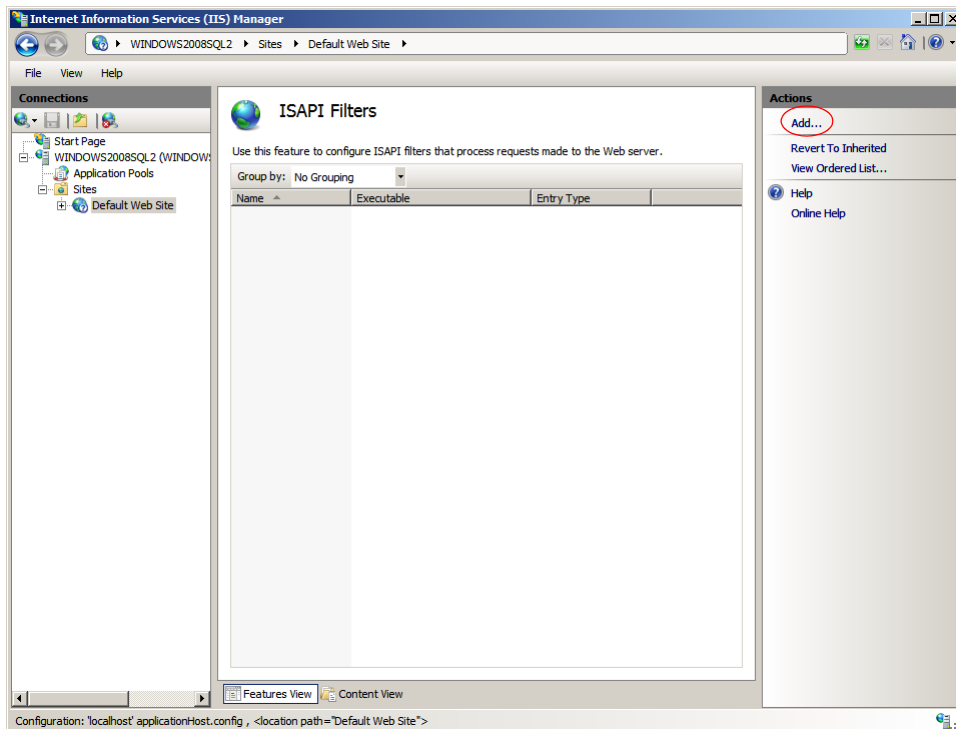 Internet Information Services (IIS) Manager
WINDOWS2008SQL2 Sites Default Web Site
File View Help
Connections
Start Page
WINDOWS2008SQL2 (WINDOWS
Application Pools
Sites
Default Web Site
ISAPI Filters
Use this feature to configure ISAPI filters that process requests made to the Web server.
Group by: No Grouping
Name Executable Entry Type
Features View Content View
Actions
Add...
Revert To Inherited
View Ordered List...
Help
Online Help
Configuration: 'localhost' applicationHost.config , <location path="Default Web Site">